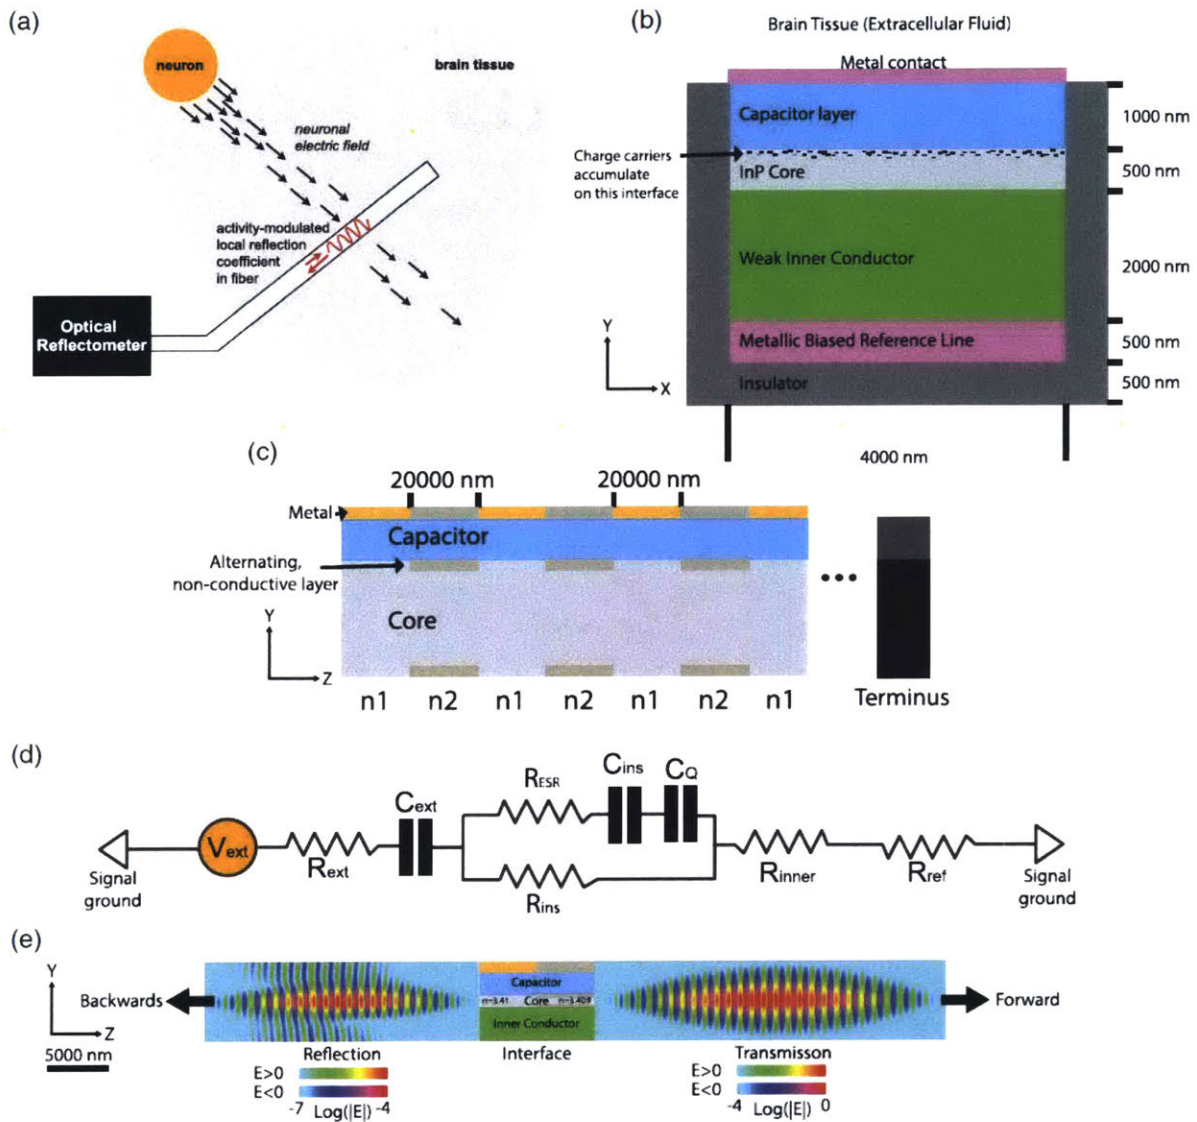 (a)
neuron
brain tissue
neuronal
electric field
activity-modulated
local reflection
coefficient
in fiber
Optical
Reflectometer
(b)
Brain Tissue (Extracellular Fluid)
Metal contact
Capacitor layer
1000 nm
Charge carriers
accumulate
on this interface
InP Core
500 nm
Weak Inner Conductor
2000 nm
Metallic Biased Reference Line
500 nm
Insulator
500 nm
Y
X
4000 nm
(c)
20000 nm
20000 nm
Metal
Capacitor
Alternating,
non-conductive layer
Core
Y
Z
n1 n2 n1 n2 n1 n2 n1
Terminus
(d)
Signal
ground
Vext
Rext
Cext
RESR
Cins
CQ
Rins
Rinner
Rref
Signal
ground
(e)
Y
Z
5000 nm
Backwards
Capacitor
n=3.41 Core n=3.409
Inner Conductor
Forward
Reflection
E>0
E<0
-7 Log(|E|) -4
Interface
Transmisson
E>0
E<0
-4 Log(|E|) 0